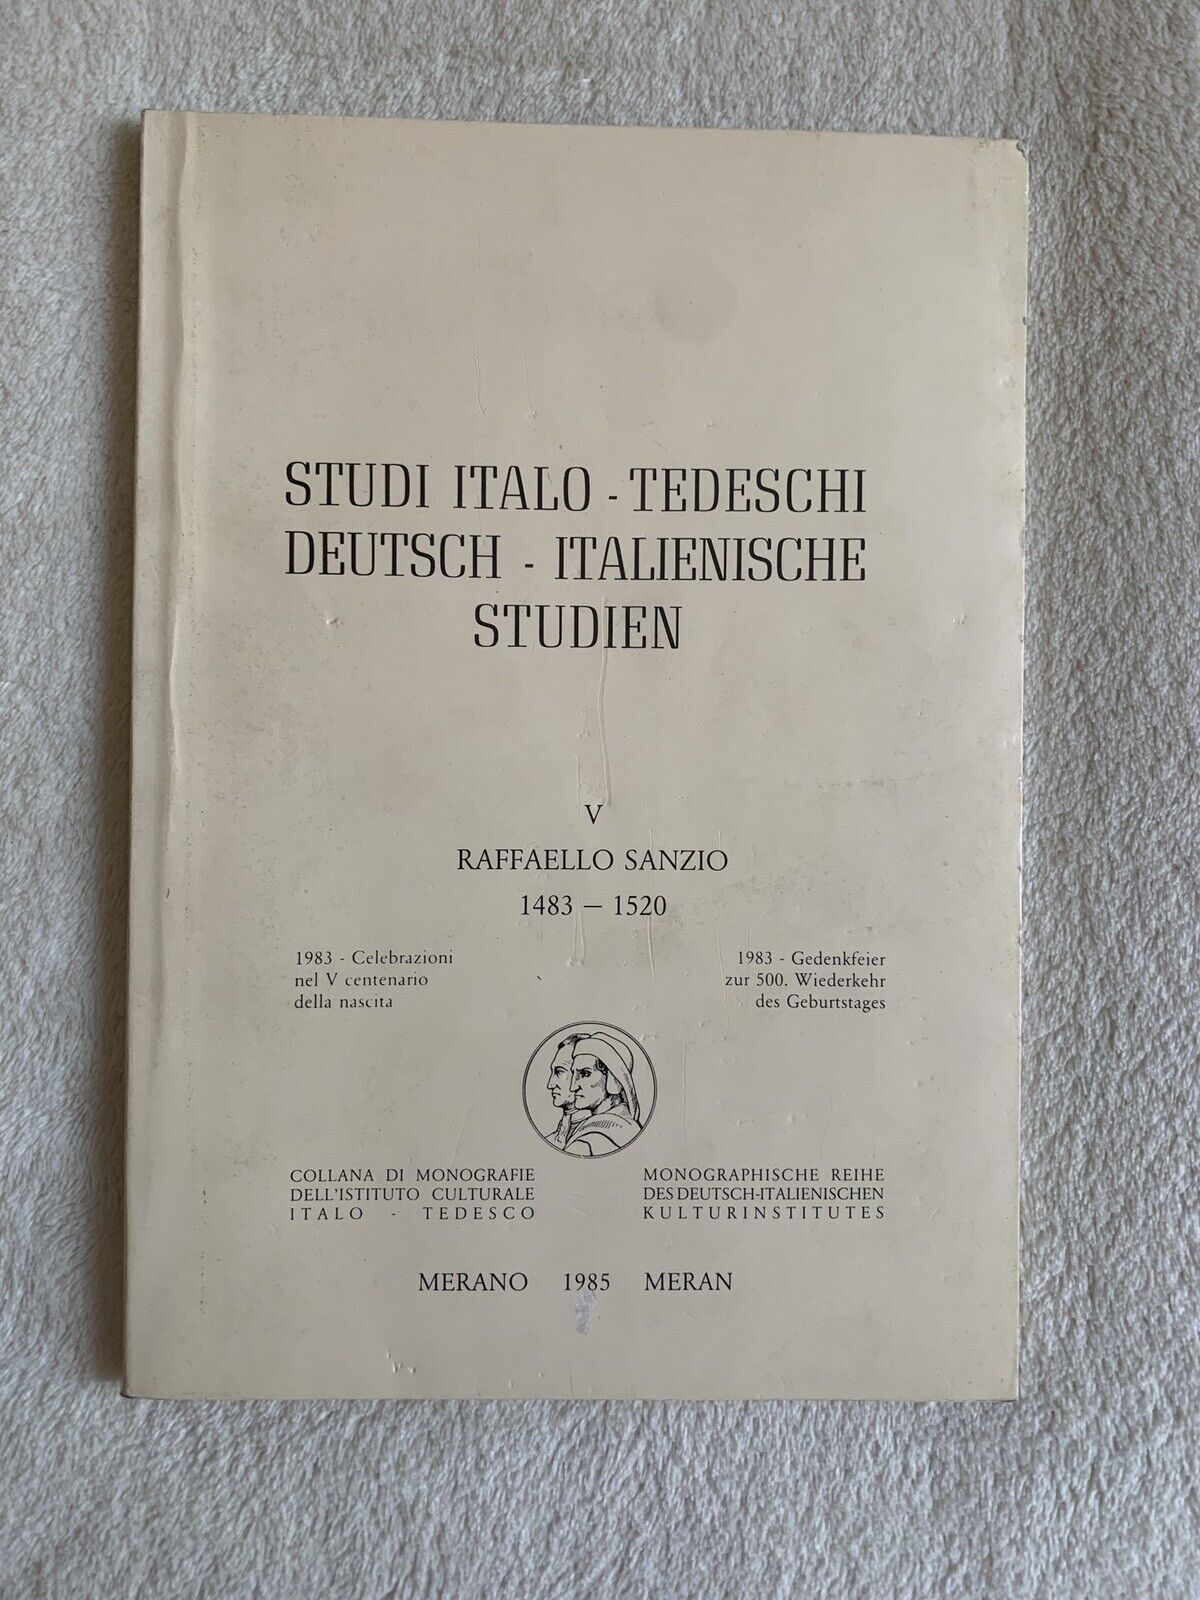 STUDI ITALO - TEDESCHI
DEUTSCH - ITALIENISCHE
STUDIEN
V
RAFFAELLO SANZIO
1483 — 1520
1983 - Celebrazioni
nel V centenario
della nascita
1983 - Gedenkfeier
zur 500. Wiederkehr
des Geburtstages
COLLANA DI MONOGRAFIE
DELL'ISTITUTO CULTURALE
ITALO - TEDESCO
MONOGRAPHISCHE REIHE
DES DEUTSCH-ITALIENISCHEN
KULTURINSTITUTES
MERANO 1985 MERAN